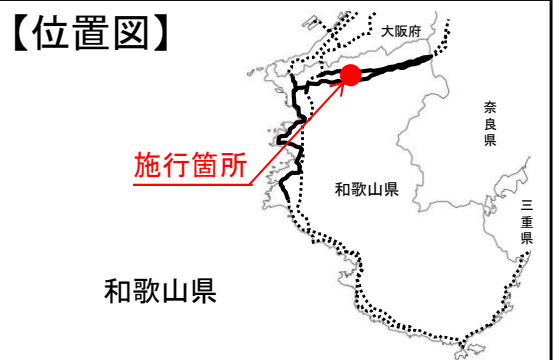 【位置図】
大阪府
奈良県
施行箇所
和歌山県
三重県
和歌山県